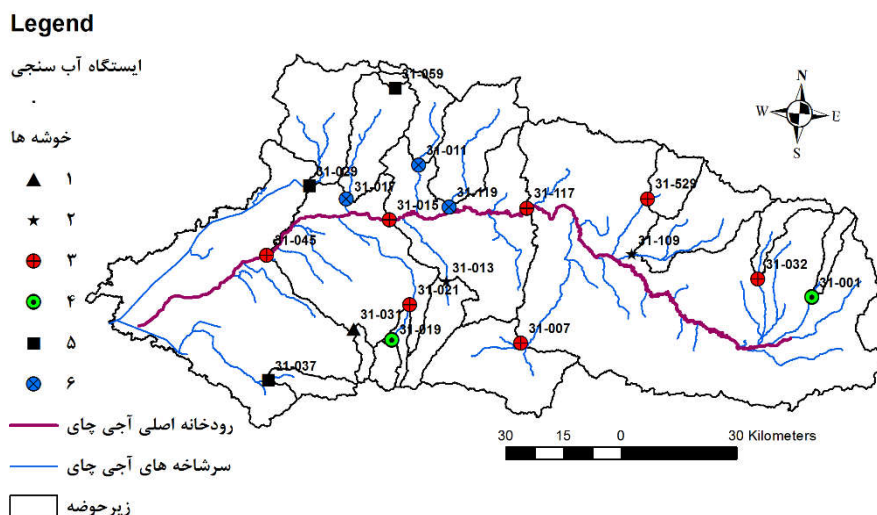 Legend
ایستگاه آب سنجی
خوشه ها
۱
۲
۳
۴
۵
۶
رودخانه اصلی آجی چای
سرشاخه های آجی چای
زیرحوضه
31-059
31-011
31-029
31-017
31-119
31-015
31-117
31-529
31-045
31-109
31-013
31-032
31-021
31-001
31-031
31-019
31-007
31-037
N
W E
S
30 15 0 30 Kilometers